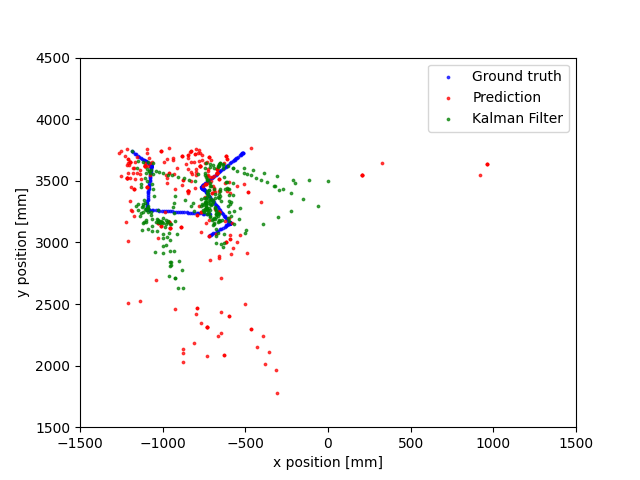 4500
4000
3500
3000
2500
2000
1500
y position [mm]
−1500
−1000
−500
0
500
1000
1500
x position [mm]
Ground truth
Prediction
Kalman Filter